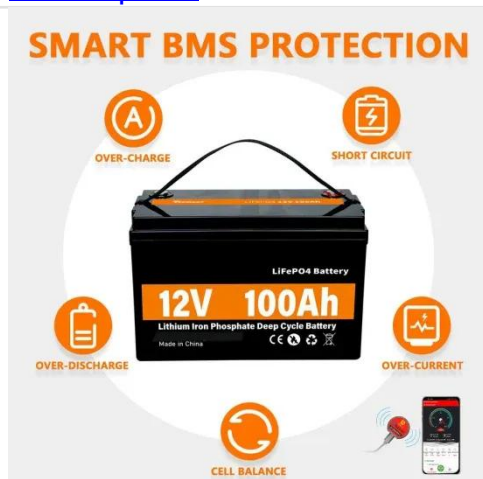 SMART BMS PROTECTION
OVER-CHARGE
SHORT CIRCUIT
LiFePO4 Battery
12V 100Ah
Lithium Iron Phosphate Deep Cycle Battery
Made in China
CE
OVER-DISCHARGE
OVER-CURRENT
CELL BALANCE